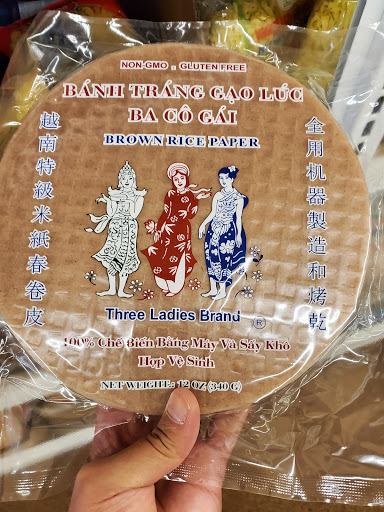 NON-GMO . GLUTEN FREE
BÁNH TRÁNG GẠO LỨC
BA CÔ GÁI
BROWN RICE PAPER
越南特級米紙春卷皮
全用机器製造和烤乾
Three Ladies Brand ®
100% Chế Biến Bằng Máy Và Sấy Khô
Hợp Vệ Sinh
NET WEIGHT: 12 OZ (340 G)